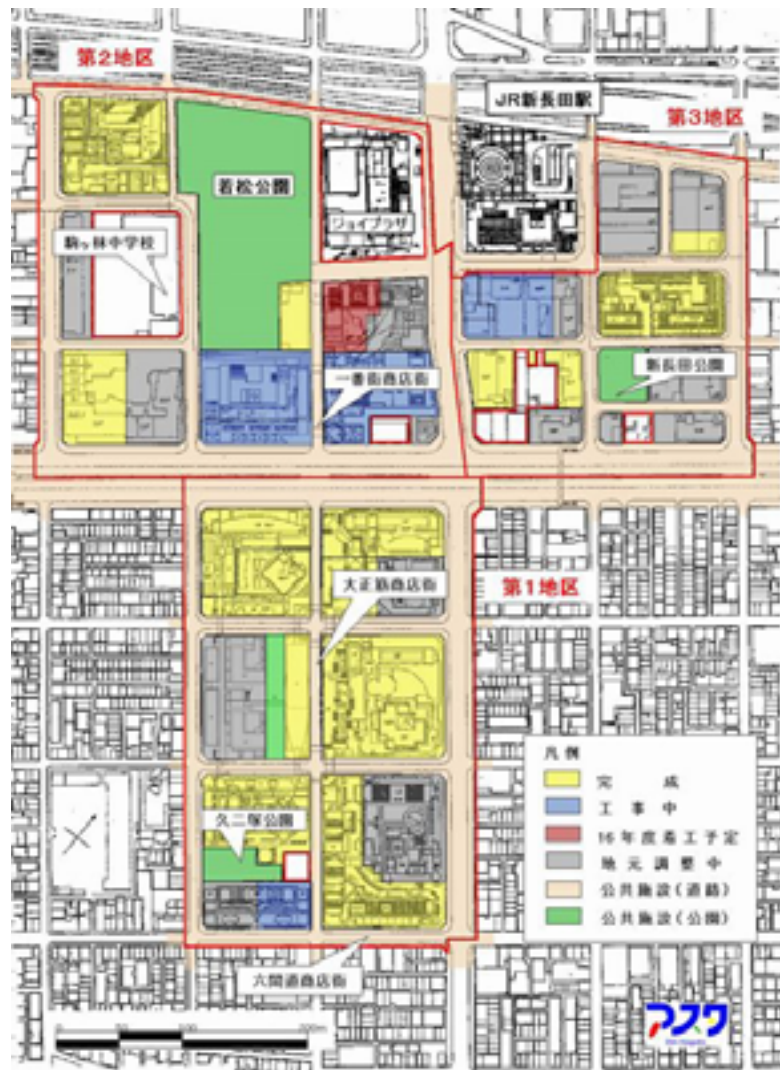 第2地区
JR新長田駅
第3地区
若松公園
ジョイプラザ
駒ヶ林中学校
新長田公園
一番街商店街
大正筋商店街
第1地区
久二塚公園
六間道商店街
凡例
完成
工事中
16年度着工予定
地元調整中
公共施設(道路)
公共施設(公園)
アスタ